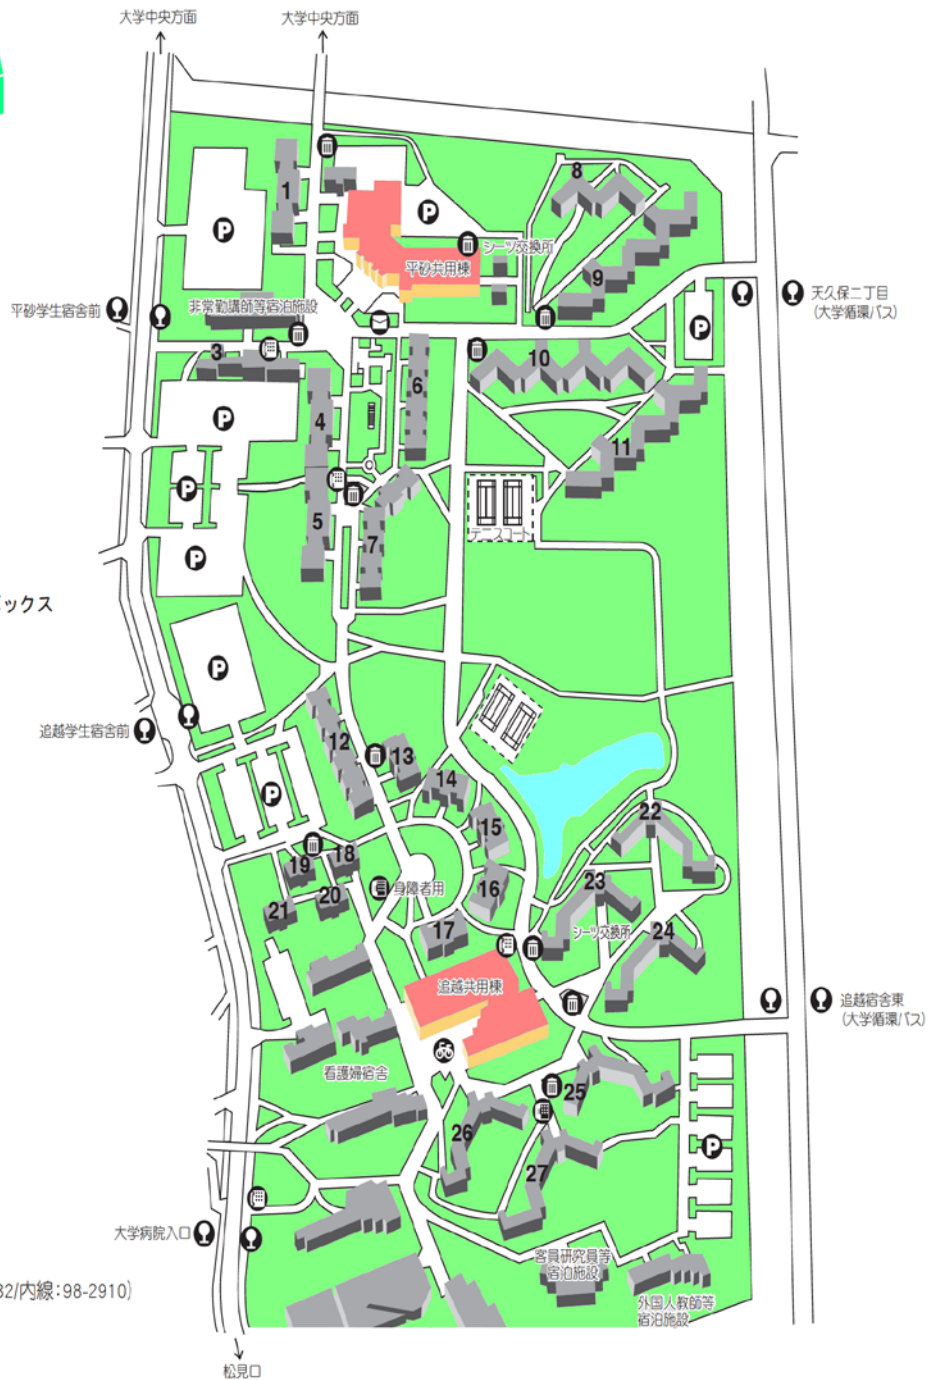 大学中央方面
大学中央方面
1
8
P
P
シーツ交換所
平砂共用棟
9
平砂学生宿舎前
非常勤講師等宿泊施設
天久保二丁目
(大学循環バス)
P
3
10
6
P
4
11
P
5
テニスコート
7
P
ックス
P
追越学生宿舎前
12
13
14
P
22
15
18
19
23
身障者用
16
20
21
17
シーツ交換所
24
追越共用棟
追越宿舎東
(大学循環バス)
看護婦宿舎
25
26
P
27
大学病院入口
客員研究員等
宿泊施設
32/内線:98-2910)
外国人教師等
宿泊施設
松見口